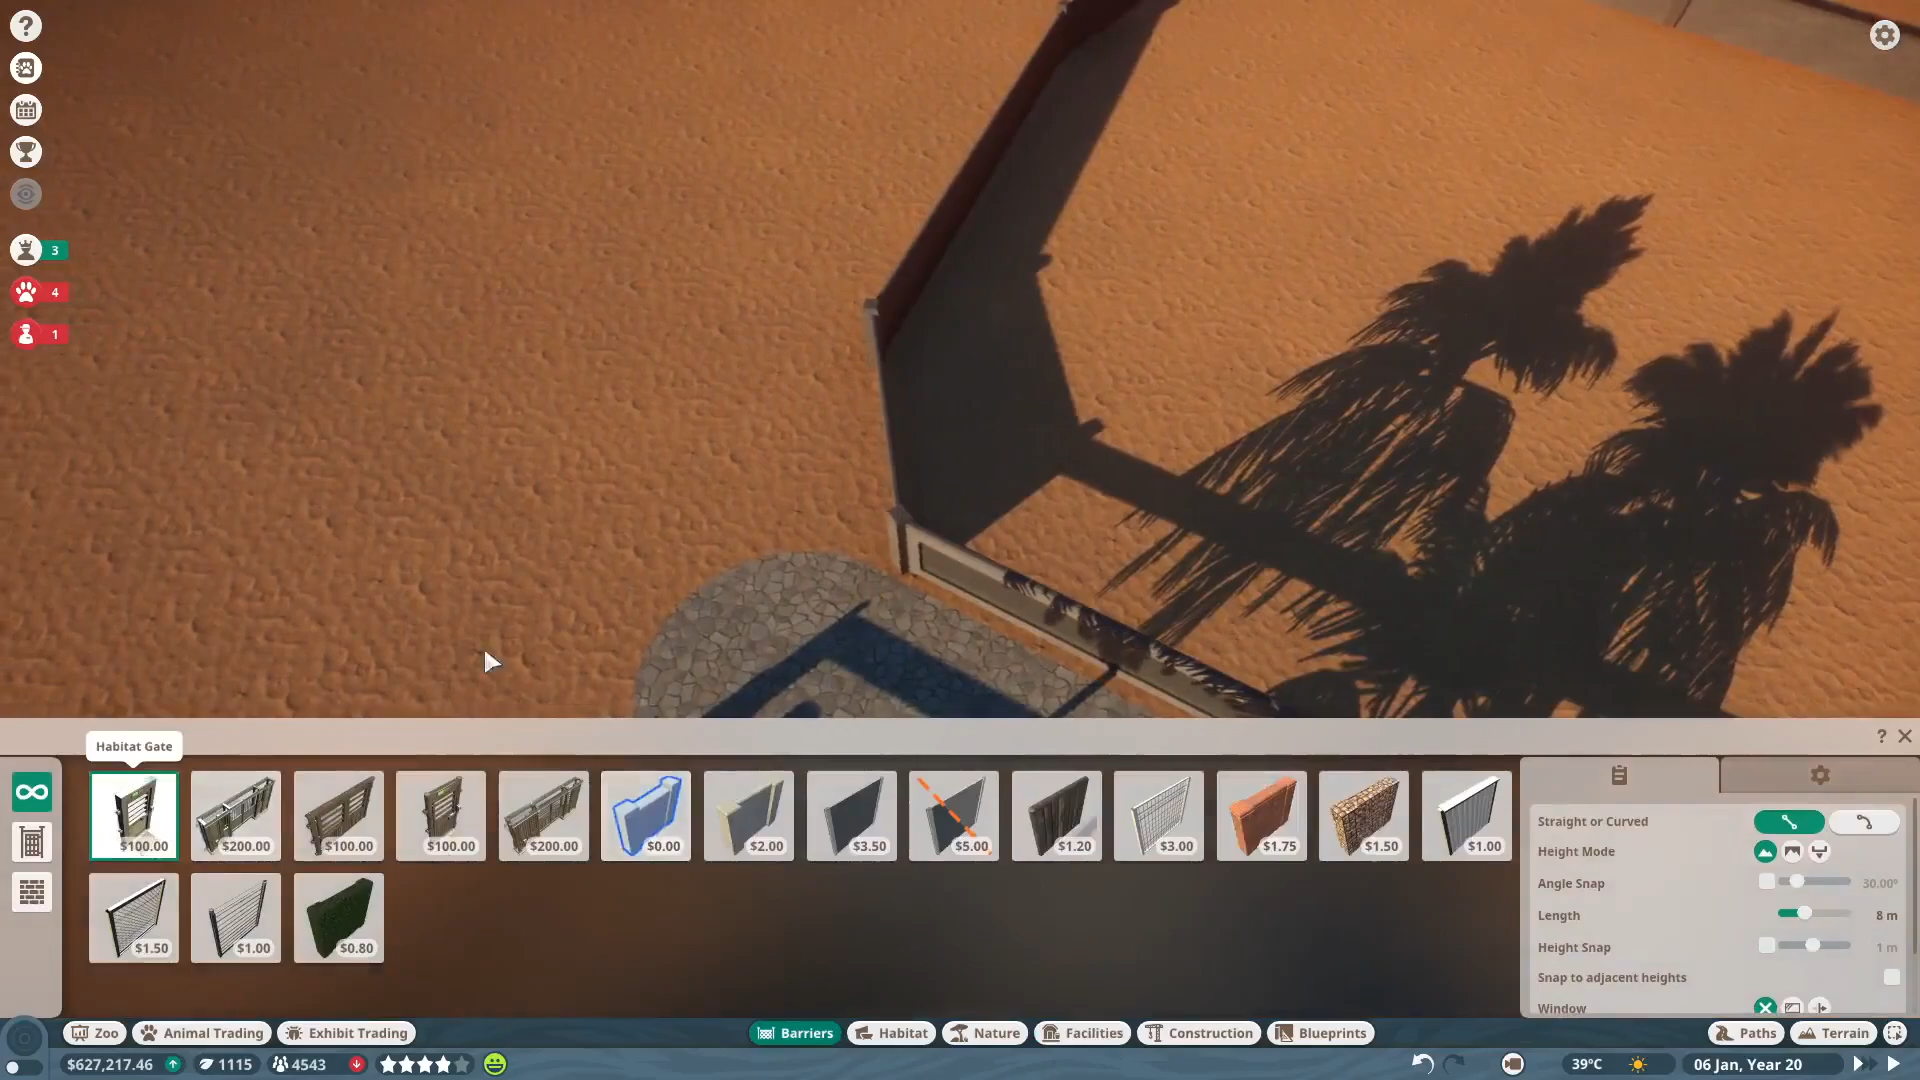 ?
3
4
1
? 
Habitat Gate
$100.00 $200.00 $100.00 $100.00 $200.00 $0.00 $2.00 $3.50 $5.00 $1.20 $3.00 $1.75 $1.50 $1.00
$1.50 $1.00 $0.80
Straight or Curved
Height Mode
Angle Snap 30.00°
Length 8 m
Height Snap 1 m
Snap to adjacent heights
Window
Zoo Animal Trading Exhibit Trading Barriers Habitat Nature Facilities Construction Blueprints Paths Terrain
$627,217.46 1115 4543 39°C 06 Jan, Year 20